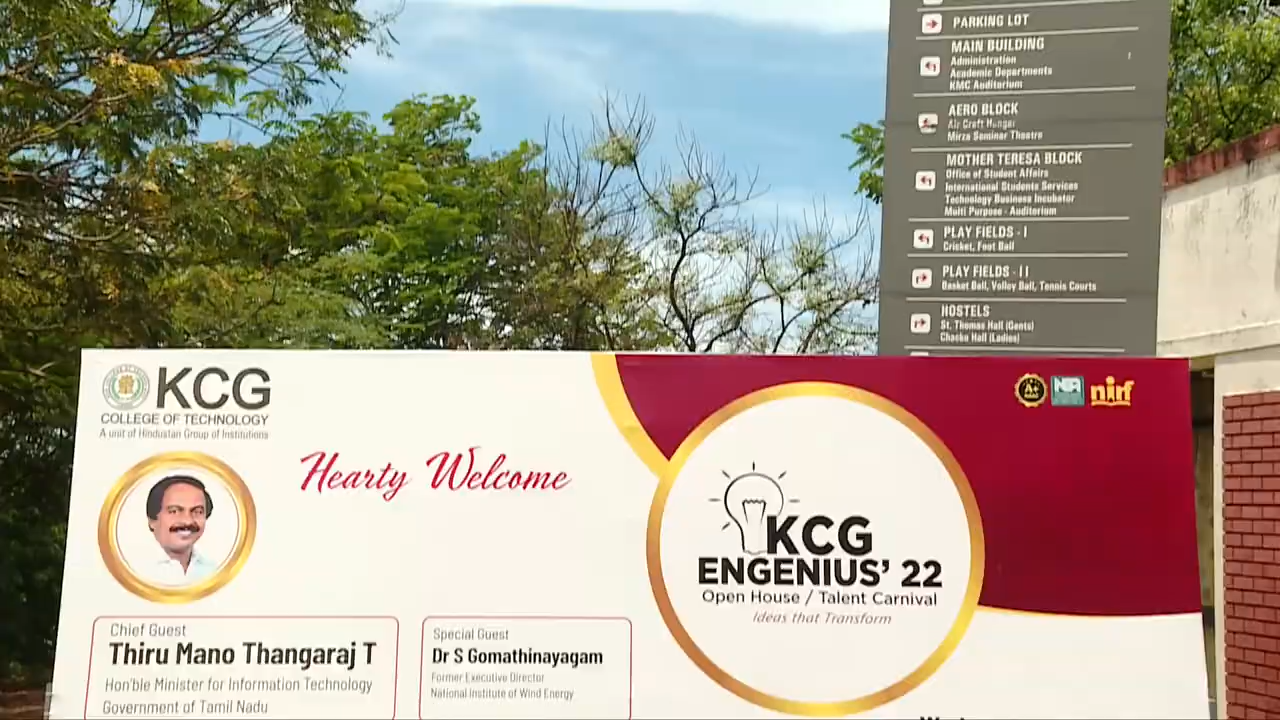 PARKING LOT
MAIN BUILDING
Administration
Academic Departments
KMC Auditorium
AERO BLOCK
Air Craft Hangar
Mirza Seminar Theatre
MOTHER TERESA BLOCK
Office of Student Affairs
International Students Services
Technology Business Incubator
Multi Purpose - Auditorium
PLAY FIELDS - I
Cricket, Foot Ball
PLAY FIELDS - II
Basket Ball, Volley Ball, Tennis Courts
HOSTELS
St. Thomas Hall (Gents)
Chacko Hall (Ladies)
KCG
COLLEGE OF TECHNOLOGY
A unit of Hindustan Group of Institutions
Hearty Welcome
A+
NBA
nirf
KCG
ENGENIUS' 22
Open House / Talent Carnival
Ideas that Transform
Chief Guest
Thiru Mano Thangaraj T
Hon'ble Minister for Information Technology
Government of Tamil Nadu
Special Guest
Dr S Gomathinayagam
Former Executive Director
National Institute of Wind Energy